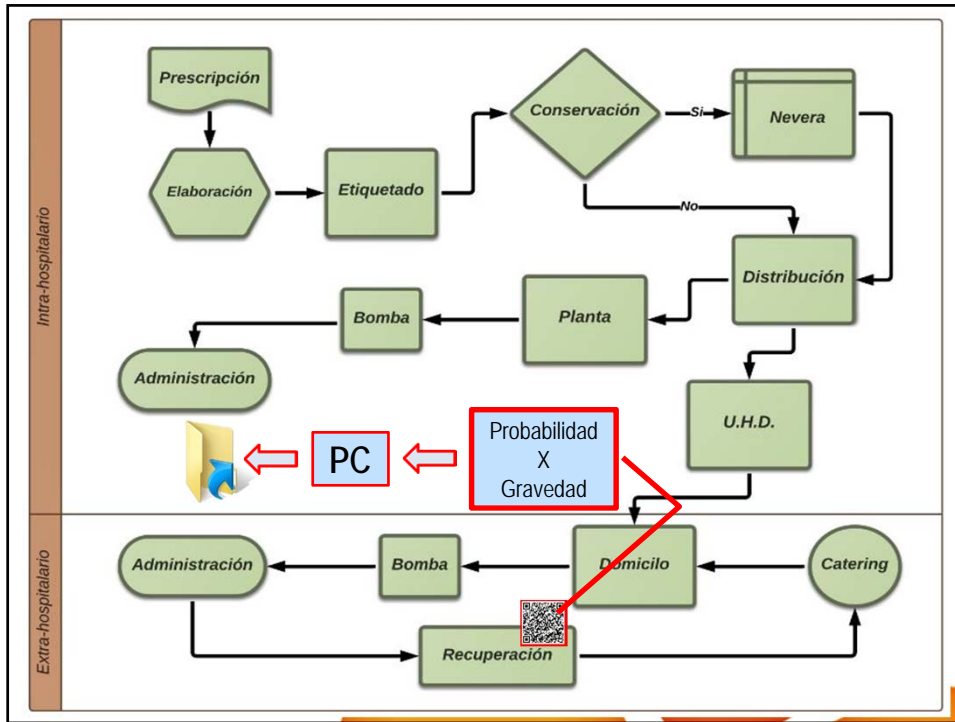 Intra-hospitalario
Prescripción
Conservación
Si
Nevera
Elaboración
Etiquetado
No
Distribución
Planta
Bomba
Administración
U.H.D.
Probabilidad
X
Gravedad
PC
Extra-hospitalario
Administración
Bomba
Domicilo
Catering
Recuperación